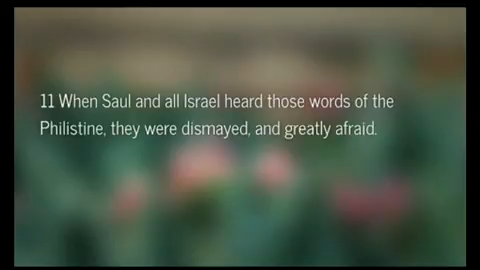 11 When Saul and all Israel heard those words of the
Philistine, they were dismayed, and greatly afraid.